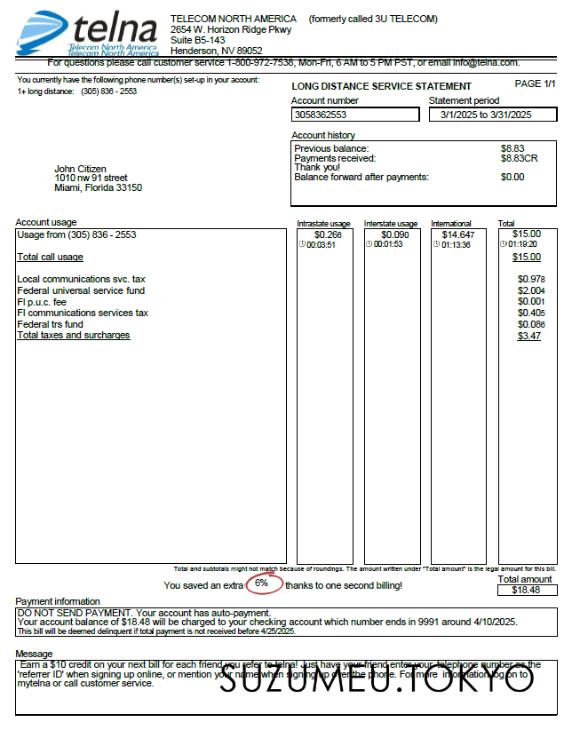 telna
Telecom North America
Telecom North America
TELECOM NORTH AMERICA (formerly called 3U TELECOM)
2654 W. Horizon Ridge Pkwy
Suite B5-143
Henderson, NV 89052
For questions please call customer service 1-800-972-7538, Mon-Fri, 6 AM to 5 PM PST, or email info@telna.com.
You currently have the following phone number(s) set-up in your account:
1+ long distance: (305) 836 - 2553
LONG DISTANCE SERVICE STATEMENT PAGE 1/1
Account number Statement period
3058362553 3/1/2025 to 3/31/2025
Account history
Previous balance: $8.83
Payments received: $8.83CR
Thank you!
Balance forward after payments: $0.00
John Citizen
1010 nw 91 street
Miami, Florida 33150
Account usage Intrastate usage Interstate usage International Total
Usage from (305) 836 - 2553 $0.266 $0.090 $14.647 $15.00
00:03:51 00:01:53 01:13:36 01:19:20
Total call usage $15.00
Local communications svc. tax $0.978
Federal universal service fund $2.004
Fl p.u.c. fee $0.001
Fl communications services tax $0.405
Federal trs fund $0.086
Total taxes and surcharges $3.47
Total and subtotals might not match because of roundings. The amount written under "Total amount" is the legal amount for this bill.
You saved an extra 6% thanks to one second billing!
Total amount
$18.48
Payment information
DO NOT SEND PAYMENT. Your account has auto-payment.
Your account balance of $18.48 will be charged to your checking account which number ends in 9991 around 4/10/2025.
This bill will be deemed delinquent if total payment is not received before 4/25/2025.
Message
Earn a $10 credit on your next bill for each friend you refer to telna! Just have your friend enter your telephone number as the
'referrer ID' when signing up online, or mention your name when signing up over the phone. For more information log on to
mytelna or call customer service.
SUZUMEU.TOKYO